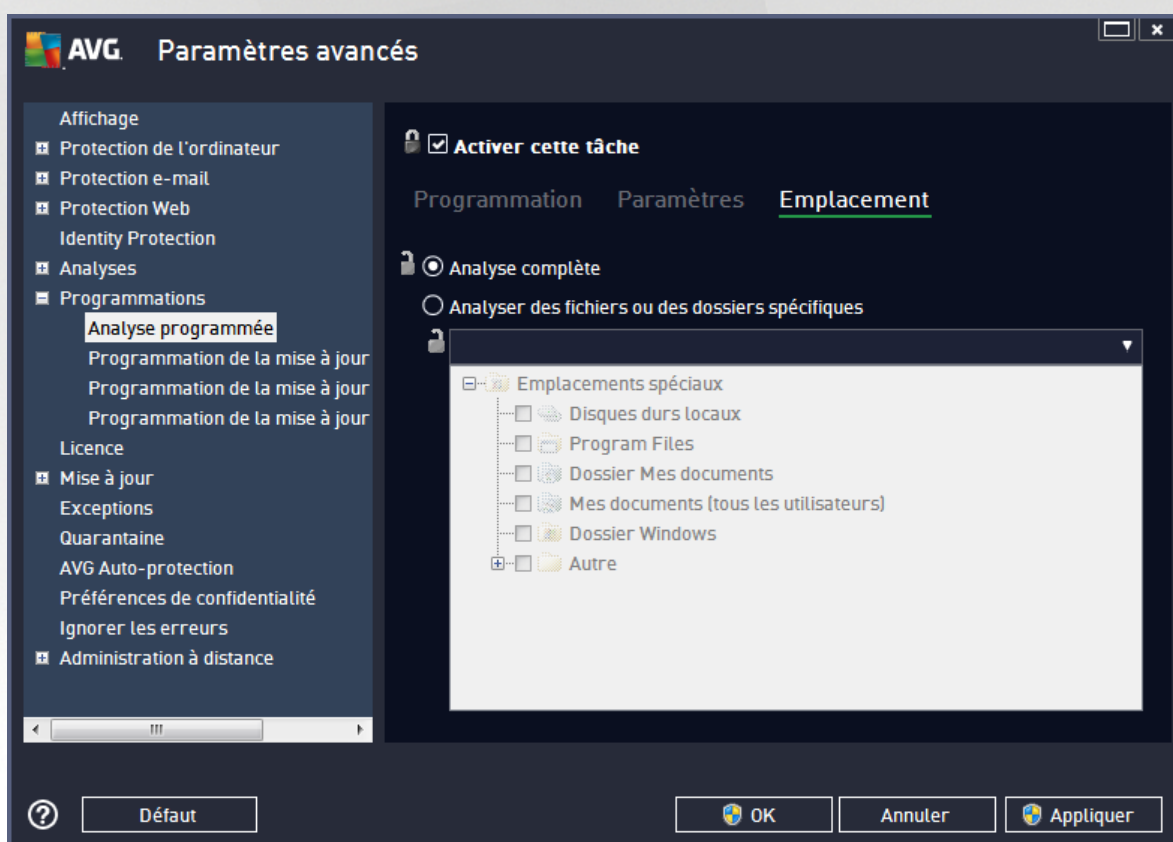 AVG. Paramètres avancés
Affichage
Protection de l'ordinateur
Protection e-mail
Protection Web
Identity Protection
Analyses
Programmations
Analyse programmée
Programmation de la mise à jour
Programmation de la mise à jour
Programmation de la mise à jour
Licence
Mise à jour
Exceptions
Quarantaine
AVG Auto-protection
Préférences de confidentialité
Ignorer les erreurs
Administration à distance
Activer cette tâche
Programmation Paramètres Emplacement
Analyse complète
Analyser des fichiers ou des dossiers spécifiques
Emplacements spéciaux
Disques durs locaux
Program Files
Dossier Mes documents
Mes documents (tous les utilisateurs)
Dossier Windows
Autre
Défaut OK Annuler Appliquer